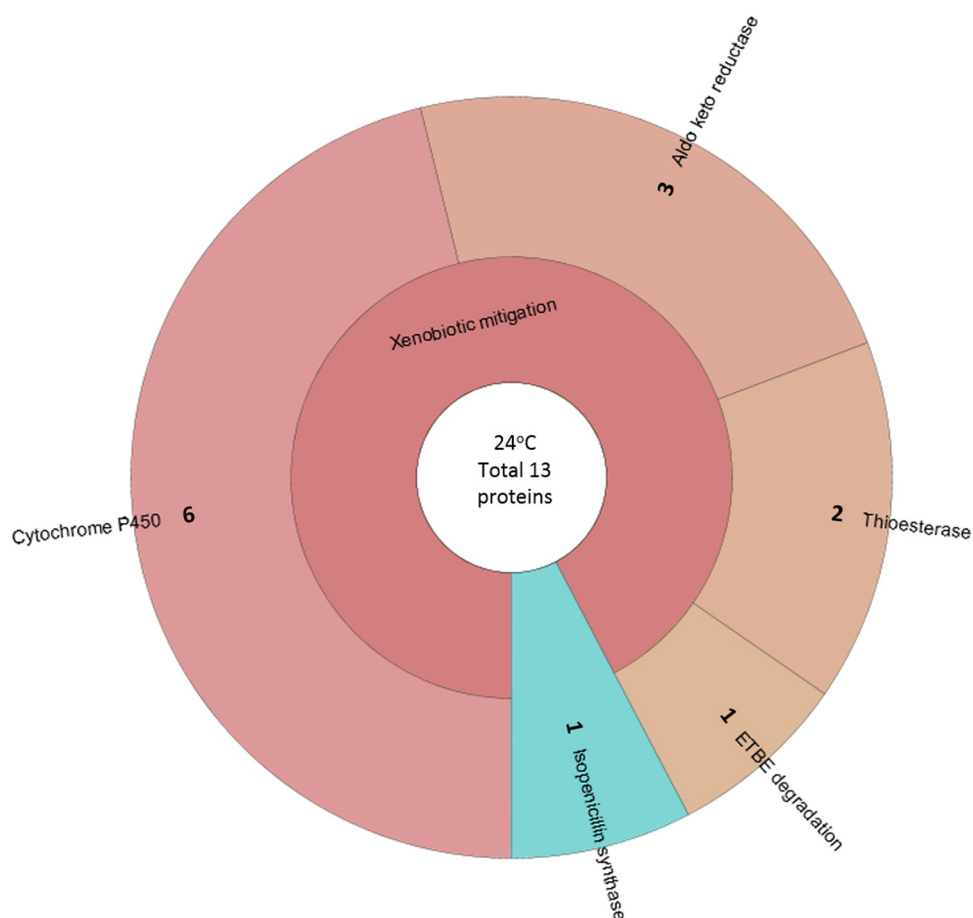 Aldo keto reductase
3
Xenobiotic mitigation
24°C
Total 13
proteins
Cytochrome P450
6
2
Thioesterase
1
ETBE degradation
1
Isopenicillin synthase